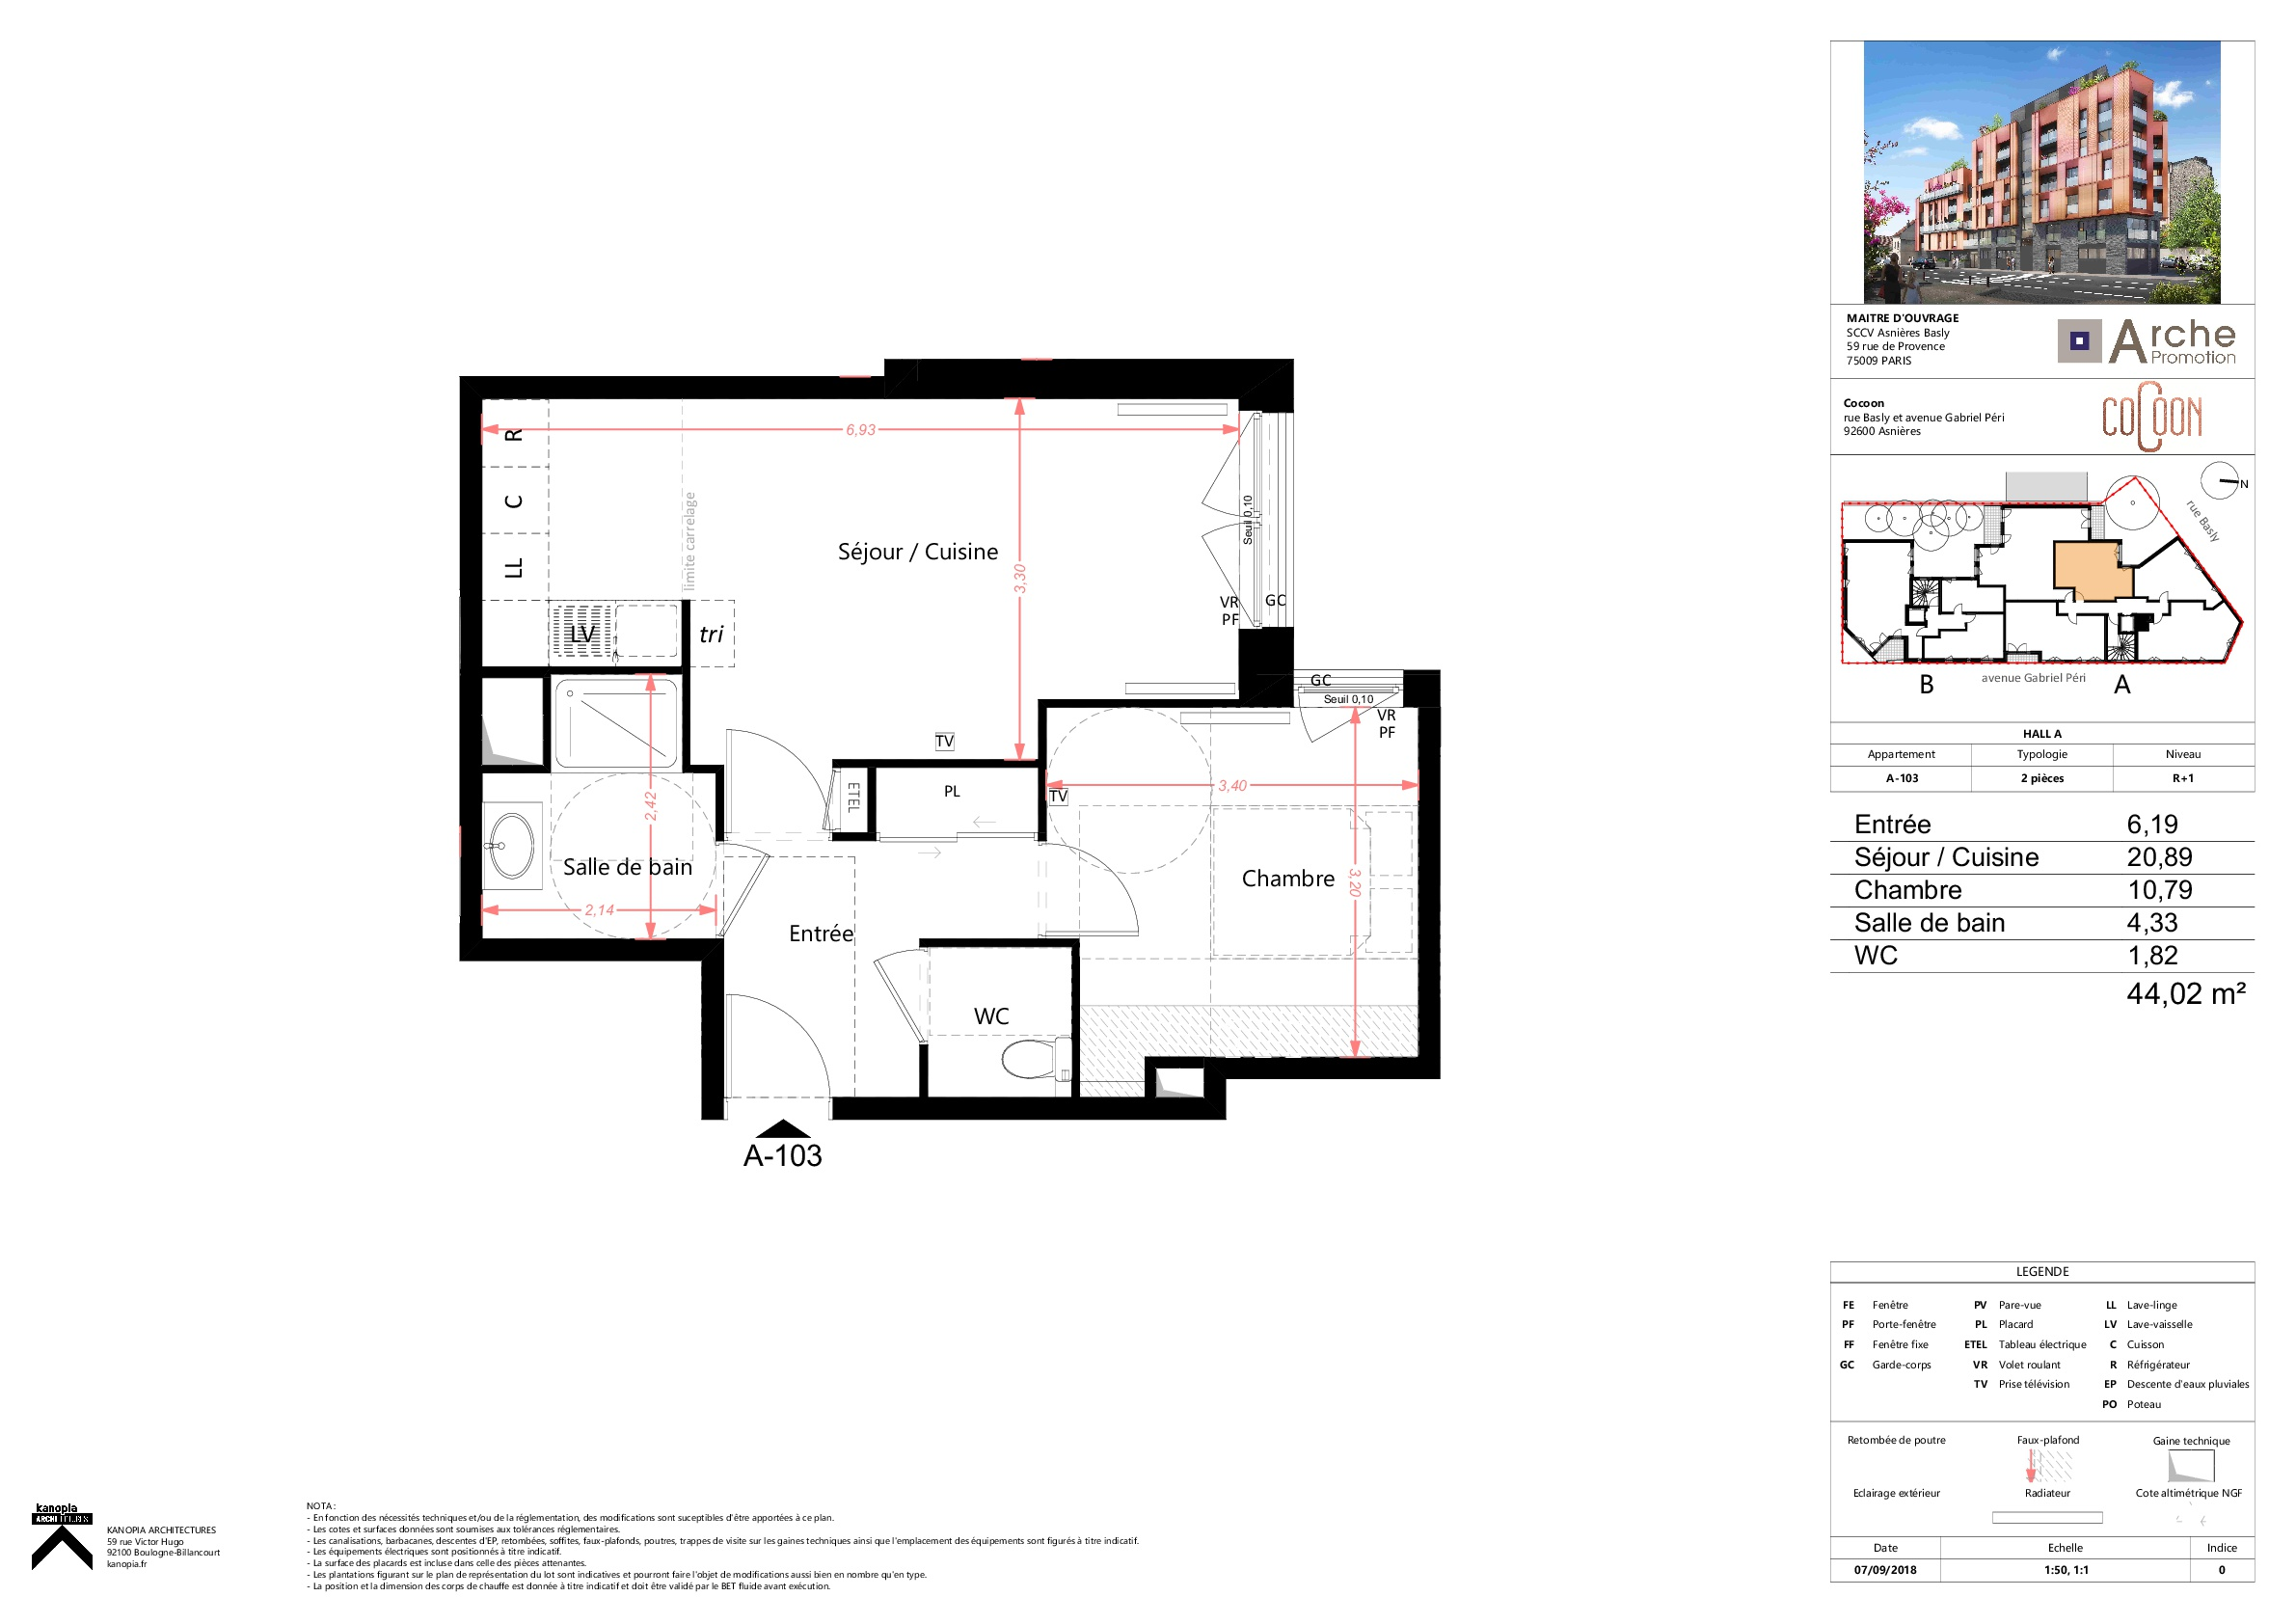 R
6,93
C
limite carrelage
Seuil 0,10
Séjour / Cuisine
3,30
LL
VR
PF
GC
LV
tri
GC
Seuil 0,10
VR
PF
TV
ETEL
PL
TV
3,40
2,42
Salle de bain
2,14
Chambre
3,20
Entrée
WC
A-103
MAITRE D'OUVRAGE
SCCV Asnières Basly
59 rue de Provence
75009 PARIS
Arche
Promotion
Cocoon
rue Basly et avenue Gabriel Péri
92600 Asnières
COCOON
N
rue Basly
avenue Gabriel Péri
B
A
HALL A
Appartement Typologie Niveau
A-103 2 pièces R+1
Entrée 6,19
Séjour / Cuisine 20,89
Chambre 10,79
Salle de bain 4,33
WC 1,82
44,02 m²
LEGENDE
FE Fenêtre PV Pare-vue LL Lave-linge
PF Porte-fenêtre PL Placard LV Lave-vaisselle
FF Fenêtre fixe ETEL Tableau électrique C Cuisson
GC Garde-corps VR Volet roulant R Réfrigérateur
TV Prise télévision EP Descente d'eaux pluviales
PO Poteau
Retombée de poutre Faux-plafond Gaine technique
Eclairage extérieur Radiateur Cote altimétrique NGF
Date Echelle Indice
07/09/2018 1:50, 1:1 0
kanopia
ARCHITECTURES
KANOPIA ARCHITECTURES
59 rue Victor Hugo
92100 Boulogne-Billancourt
kanopia.fr
NOTA :
- En fonction des nécessités techniques et/ou de la réglementation, des modifications sont suceptibles d'être apportées à ce plan.
- Les cotes et surfaces données sont soumises aux tolérances réglementaires.
- Les canalisations, barbacanes, descentes d'EP, retombées, soffites, faux-plafonds, poutres, trappes de visite sur les gaines techniques ainsi que l'emplacement des équipements sont figurés à titre indicatif.
- Les équipements électriques sont positionnés à titre indicatif.
- La surface des placards est incluse dans celle des pièces attenantes.
- Les plantations figurant sur le plan de représentation du lot sont indicatives et pourront faire l'objet de modifications aussi bien en nombre qu'en type.
- La position et la dimension des corps de chauffe est donnée à titre indicatif et doit être validé par le BET fluide avant exécution.